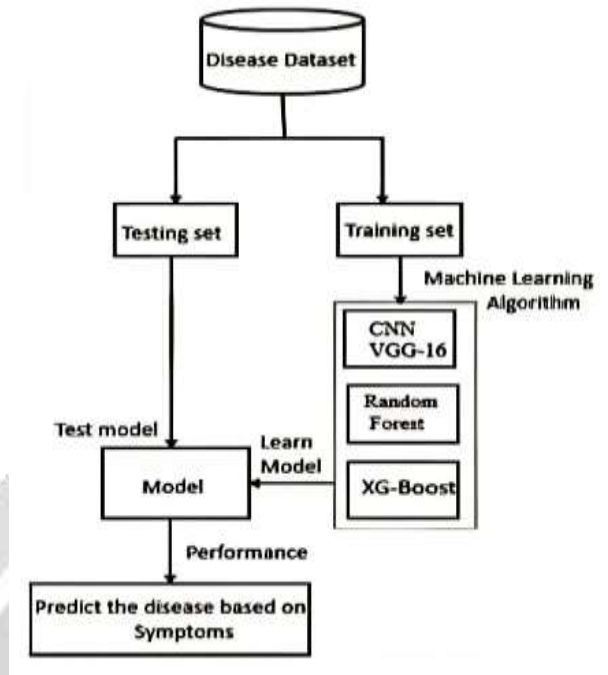 Disease Dataset
Testing set
Training set
Machine Learning
Algorithm
CNN
VGG-16
Random
Forest
XG-Boost
Test model
Learn
Model
Model
Performance
Predict the disease based on
Symptoms